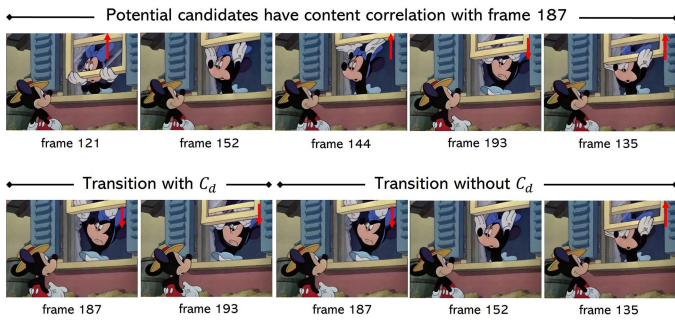 Potential candidates have content correlation with frame 187
frame 121 frame 152 frame 144 frame 193 frame 135
Transition with C_d Transition without C_d
frame 187 frame 193 frame 187 frame 152 frame 135